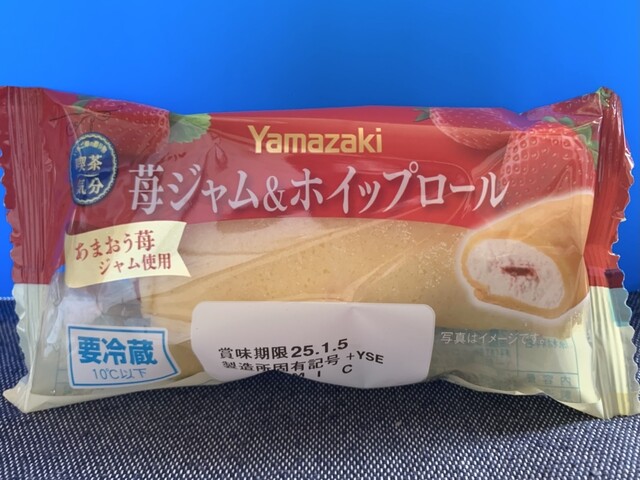 Yamazaki
喫茶
気分
苺ジャム&ホイップロール
あまおう苺
ジャム使用
要冷蔵
10℃以下
賞味期限25.1.5
製造所固有記号+YSE
C
写真はイメージです。